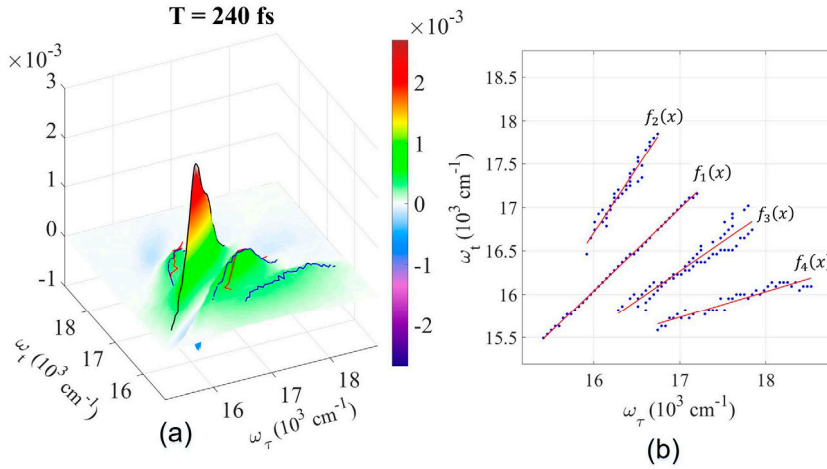 T = 240 fs
×10⁻³
3
2
1
0
-1
18
17
16
ω_t (10³ cm⁻¹)
16
17
18
ω_τ (10³ cm⁻¹)
×10⁻³
2
1
0
-1
-2
(a)
18.5
18
17.5
17
16.5
16
15.5
ω_t (10³ cm⁻¹)
f₂(x)
f₁(x)
f₃(x)
f₄(x)
16
17
18
ω_τ (10³ cm⁻¹)
(b)